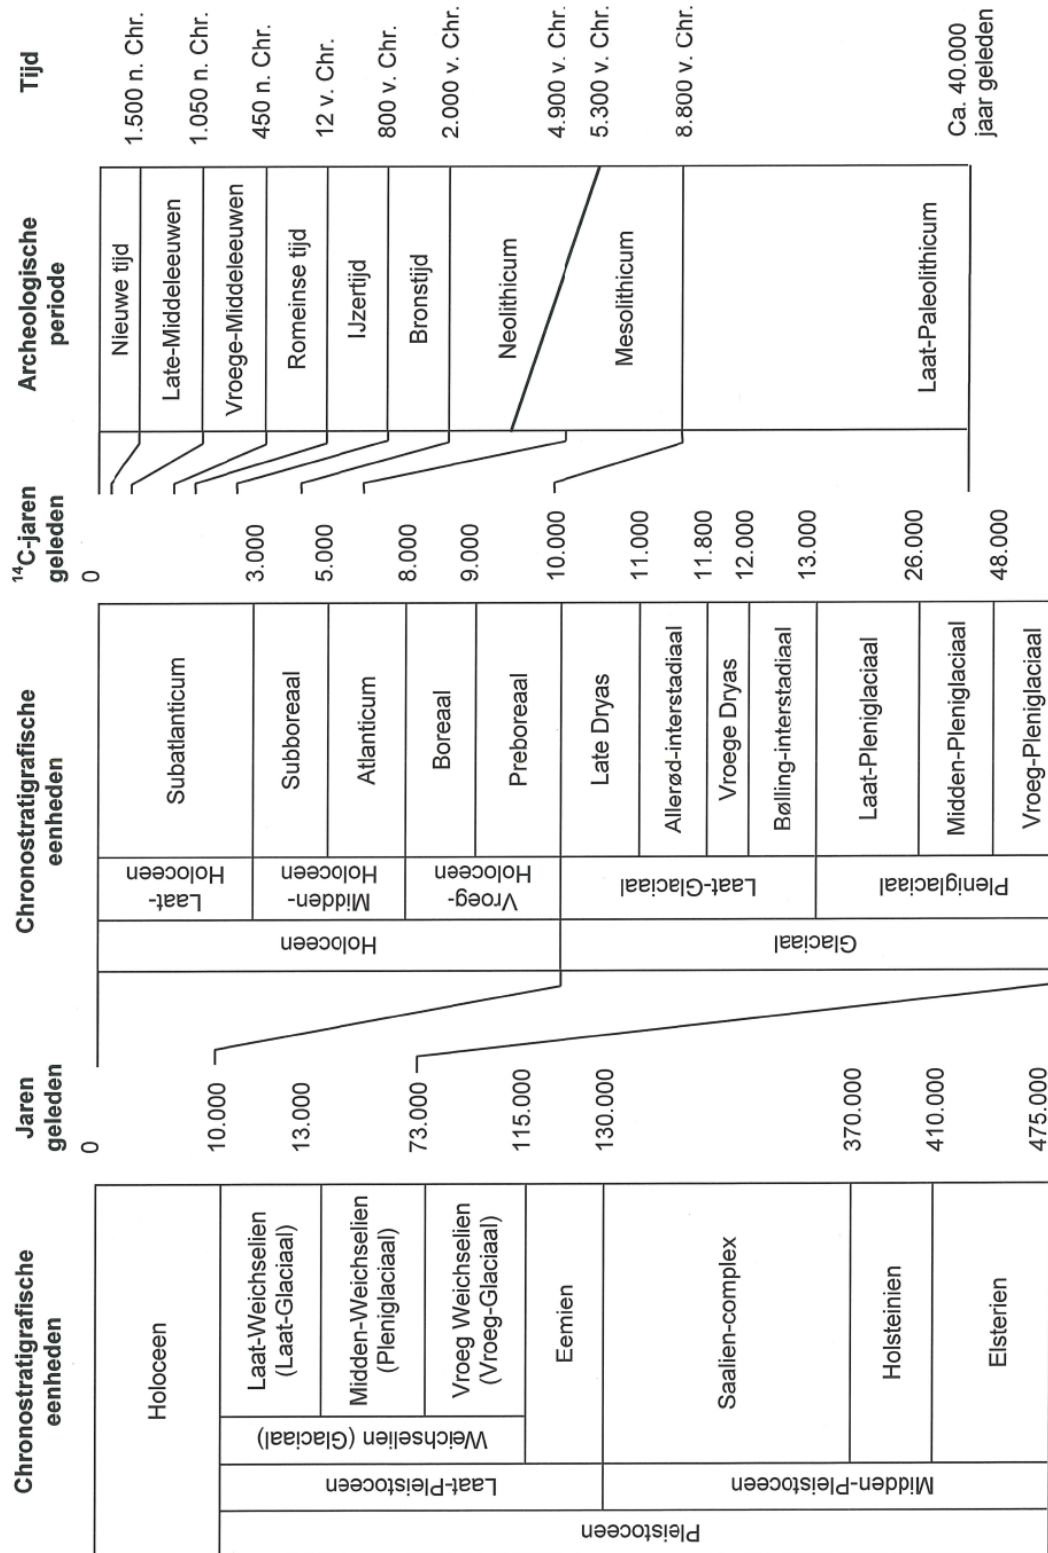 Chronostratigrafische
eenheden
Jaren
geleden
Chronostratigrafische
eenheden
¹⁴C-jaren
geleden
Archeologische
periode
Tijd
Pleistoceen
Laat-Pleistoceen
Midden-Pleistoceen
Weichselien (Glaciaal)
Holoceen
Laat-Weichselien
(Laat-Glaciaal)
Midden-Weichselien
(Pleniglaciaal)
Vroeg Weichselien
(Vroeg-Glaciaal)
Eemien
Saalien-complex
Holsteinien
Elsterien
0
10.000
13.000
73.000
115.000
130.000
370.000
410.000
475.000
Holoceen
Glaciaal
Laat-
Holoceen
Midden-
Holoceen
Vroeg-
Holoceen
Laat-Glaciaal
Pleniglaciaal
Subatlanticum
Subboreaal
Atlanticum
Boreaal
Preboreaal
Late Dryas
Allerød-interstadiaal
Vroege Dryas
Bølling-interstadiaal
Laat-Pleniglaciaal
Midden-Pleniglaciaal
Vroeg-Pleniglaciaal
0
3.000
5.000
8.000
9.000
10.000
11.000
11.800
12.000
13.000
26.000
48.000
Nieuwe tijd
Late-Middeleeuwen
Vroege-Middeleeuwen
Romeinse tijd
IJzertijd
Bronstijd
Neolithicum
Mesolithicum
Laat-Paleolithicum
1.500 n. Chr.
1.050 n. Chr.
450 n. Chr.
12 v. Chr.
800 v. Chr.
2.000 v. Chr.
4.900 v. Chr.
5.300 v. Chr.
8.800 v. Chr.
Ca. 40.000
jaar geleden